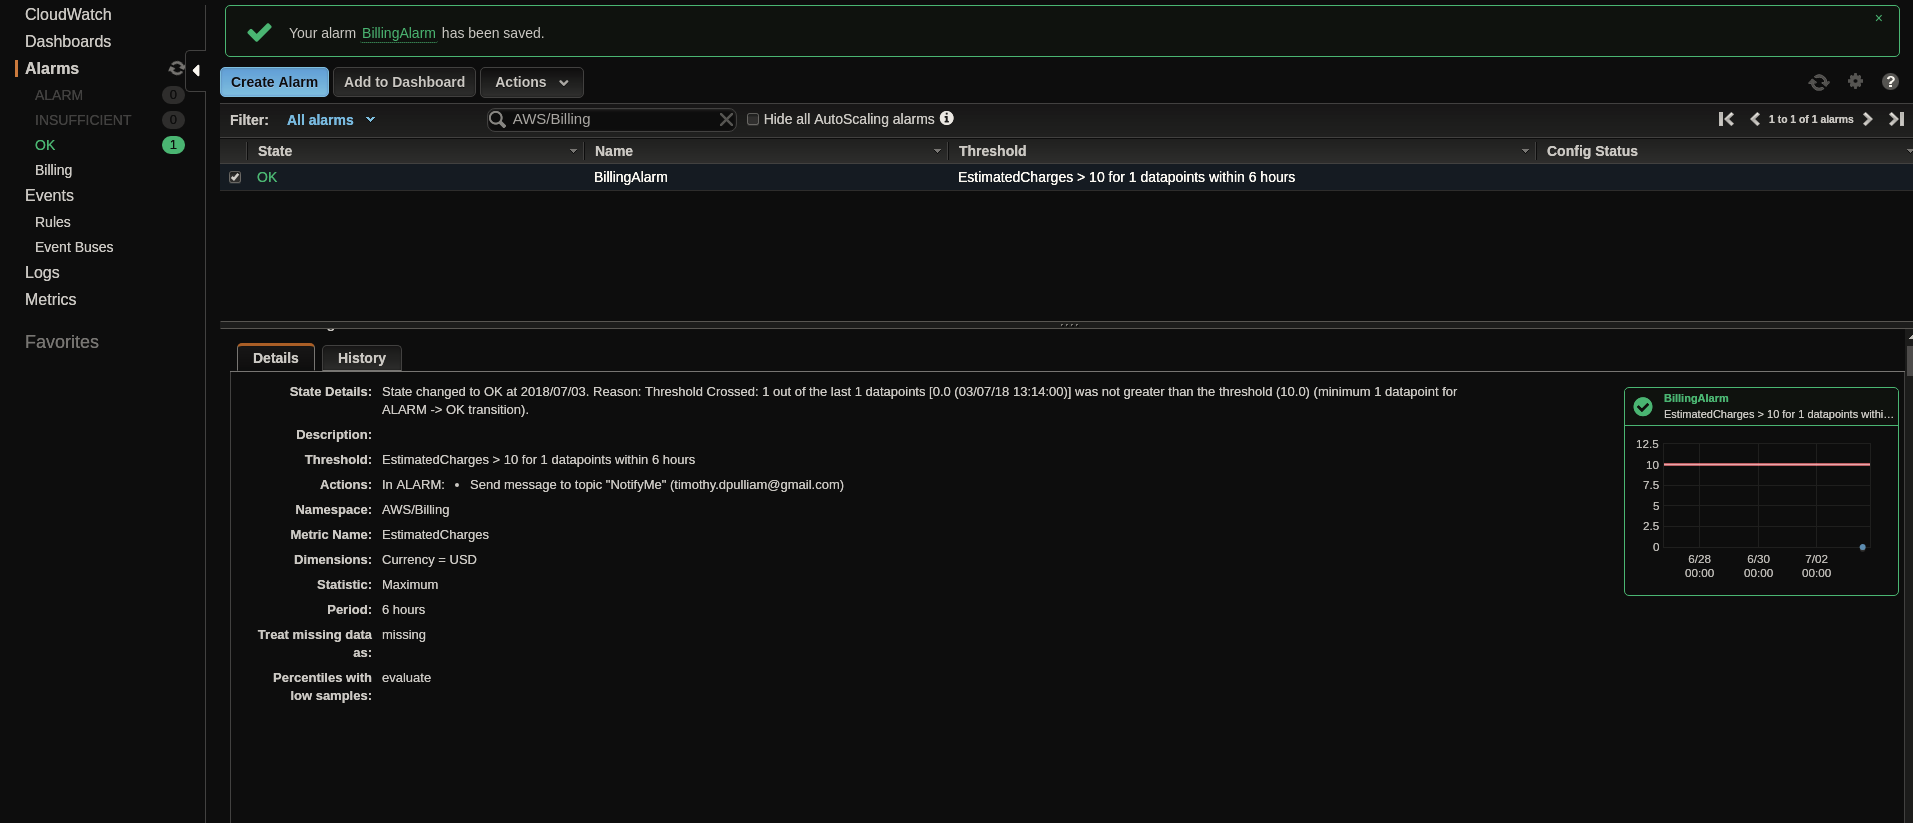 CloudWatch
Dashboards
Alarms
ALARM 0
INSUFFICIENT 0
OK 1
Billing
Events
Rules
Event Buses
Logs
Metrics
Favorites
Your alarm BillingAlarm has been saved.
×
Create Alarm Add to Dashboard Actions
?
Filter: All alarms AWS/Billing Hide all AutoScaling alarms 1 to 1 of 1 alarms
State Name Threshold Config Status
OK BillingAlarm EstimatedCharges > 10 for 1 datapoints within 6 hours
Details History
State Details: State changed to OK at 2018/07/03. Reason: Threshold Crossed: 1 out of the last 1 datapoints [0.0 (03/07/18 13:14:00)] was not greater than the threshold (10.0) (minimum 1 datapoint for
ALARM -> OK transition).
Description:
Threshold: EstimatedCharges > 10 for 1 datapoints within 6 hours
Actions: In ALARM: • Send message to topic "NotifyMe" (timothy.dpulliam@gmail.com)
Namespace: AWS/Billing
Metric Name: EstimatedCharges
Dimensions: Currency = USD
Statistic: Maximum
Period: 6 hours
Treat missing data missing
as:
Percentiles with evaluate
low samples:
BillingAlarm
EstimatedCharges > 10 for 1 datapoints withi...
12.5
10
7.5
5
2.5
0
6/28 6/30 7/02
00:00 00:00 00:00